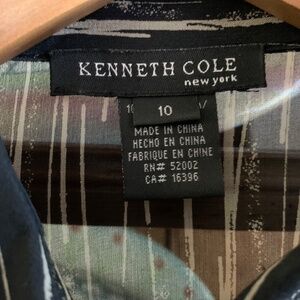 KENNETH COLE
new york
10
MADE IN CHINA
HECHO EN CHINA
FABRIQUE EN CHINE
RN# 52002
CA# 16396